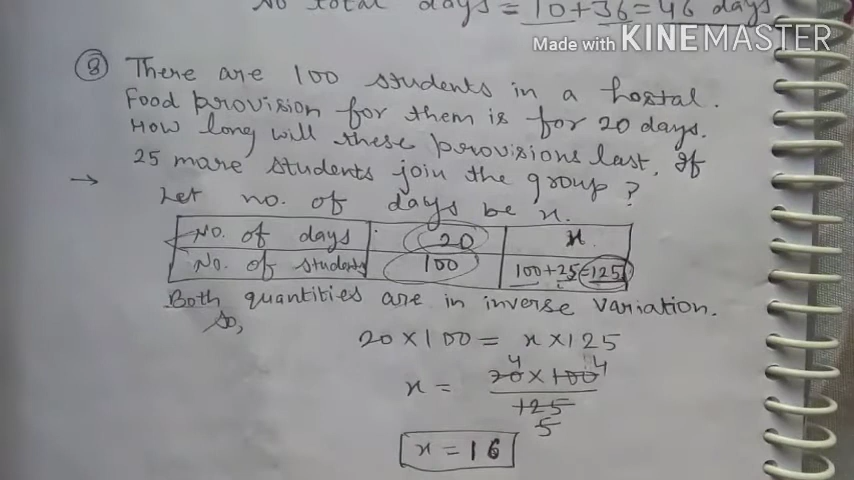 No total days = 10+36=46 days
Made with KINEMASTER
8 There are 100 students in a hostal.
Food provision for them is for 20 days.
How long will these provisions last, If
25 more students join the group?
→ Let no. of days be x.
No. of days 20 x
No. of students 100 100+25=125
Both quantities are in inverse variation.
So,
20×100 = x×125
4 4
x = 20×100
125
5
x = 16